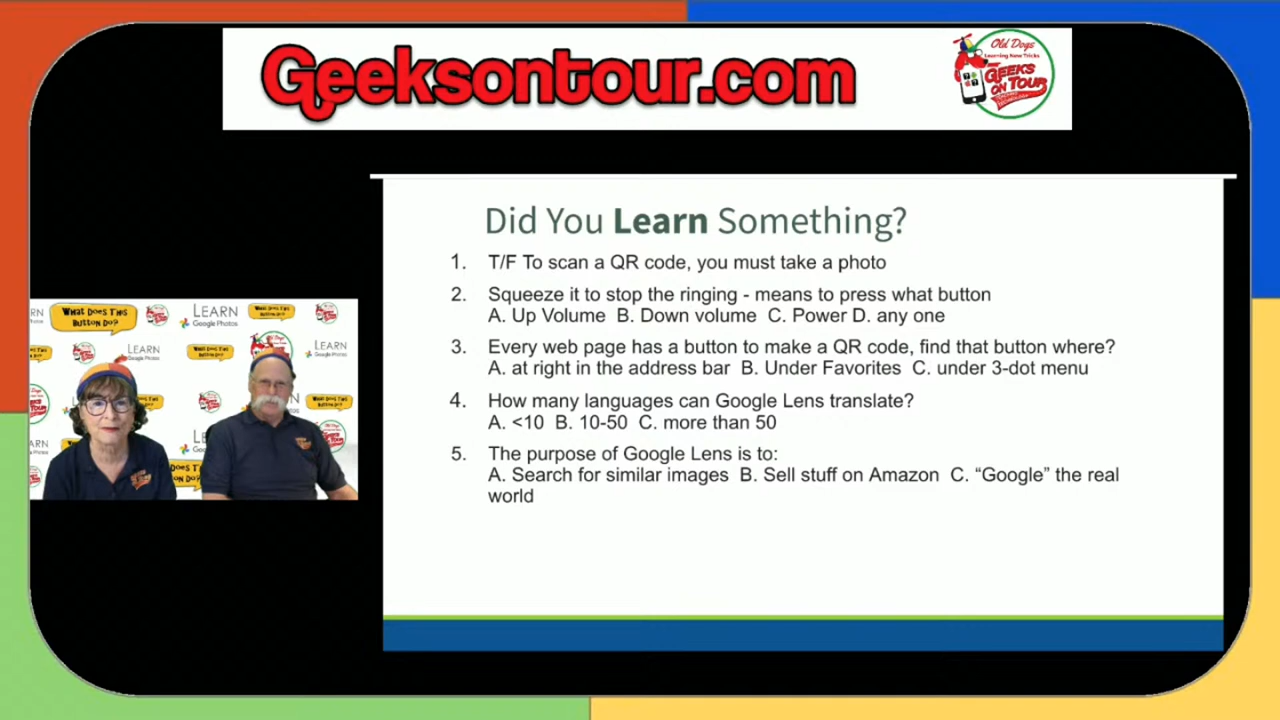 Geeksontour.com
Old Dogs
Learning New Tricks
GEEKS
ON TOUR
Did You Learn Something?
1. T/F To scan a QR code, you must take a photo
2. Squeeze it to stop the ringing - means to press what button
A. Up Volume B. Down volume C. Power D. any one
3. Every web page has a button to make a QR code, find that button where?
A. at right in the address bar B. Under Favorites C. under 3-dot menu
4. How many languages can Google Lens translate?
A. <10 B. 10-50 C. more than 50
5. The purpose of Google Lens is to:
A. Search for similar images B. Sell stuff on Amazon C. “Google” the real
world
WHAT DOES THIS
BUTTON DO?
LEARN
Google Photos